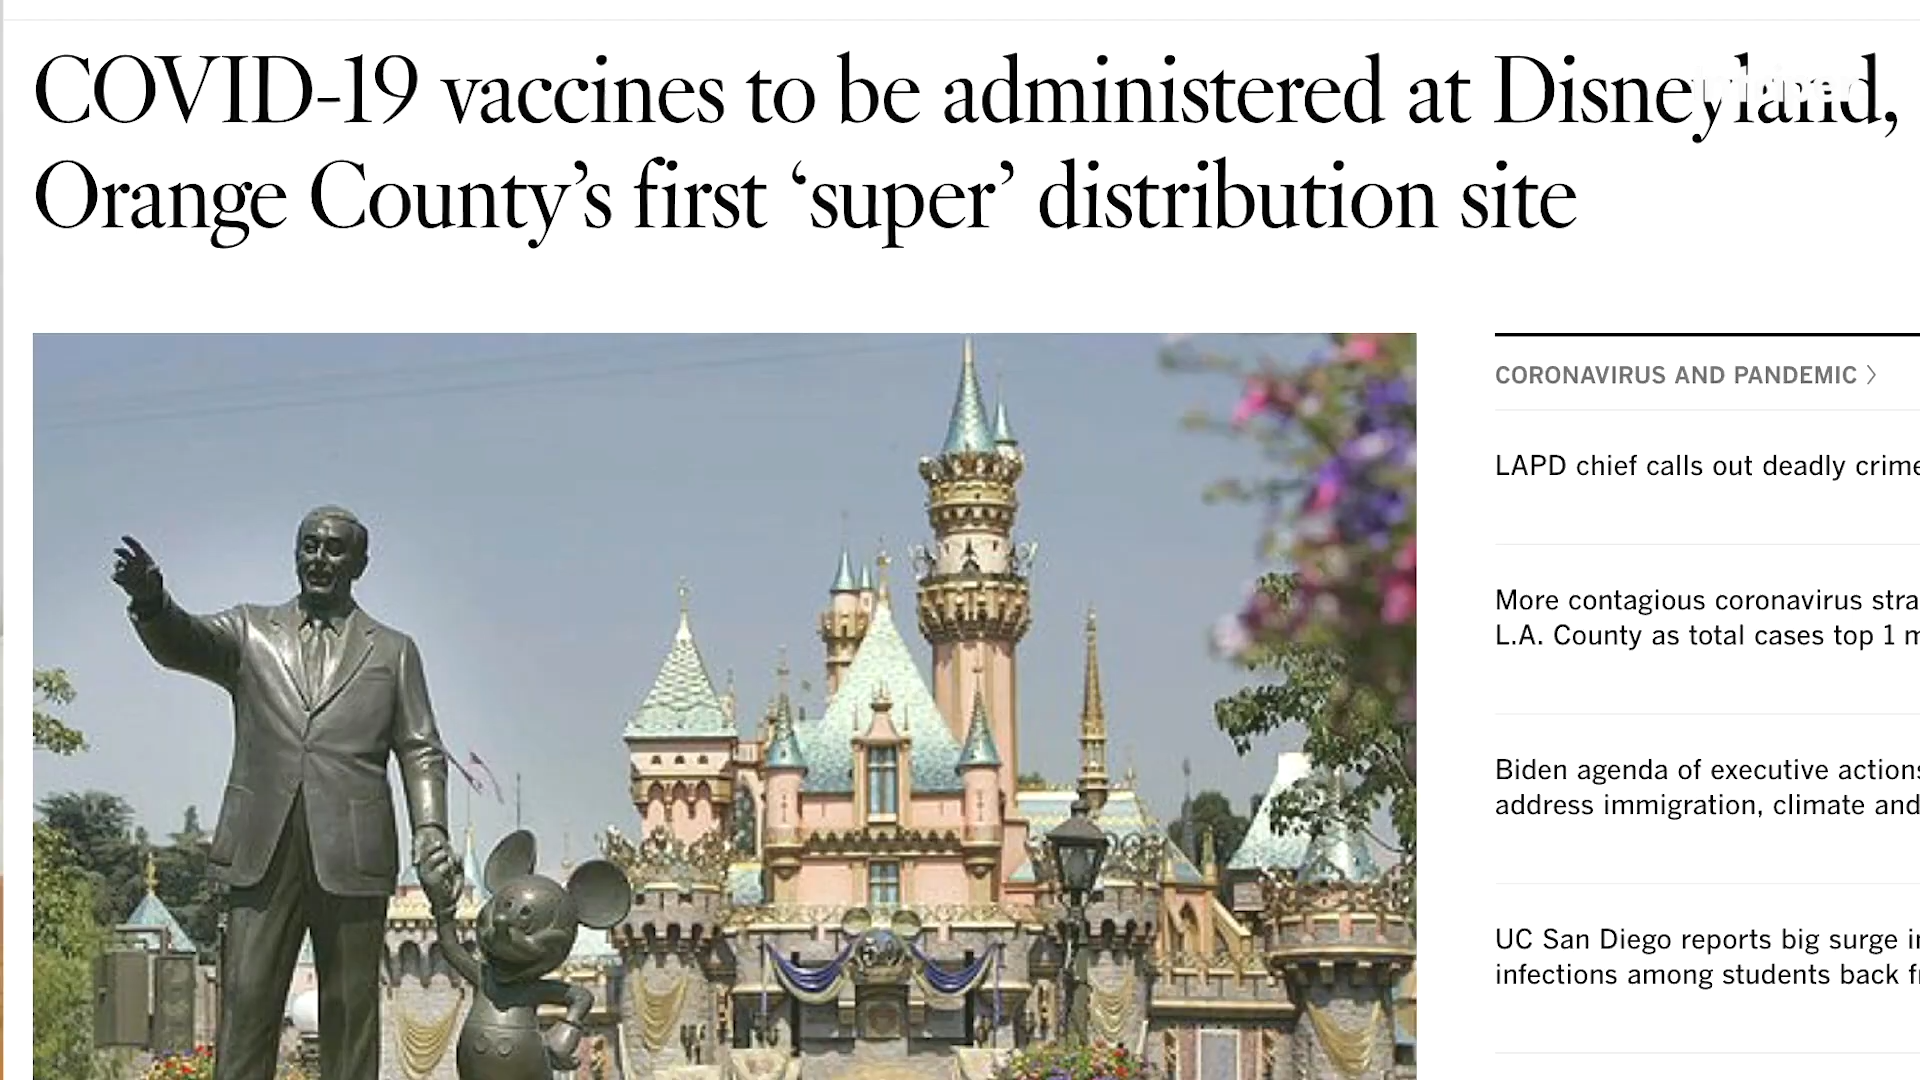 COVID-19 vaccines to be administered at Disneyland,
Orange County’s first ‘super’ distribution site
CORONAVIRUS AND PANDEMIC >
LAPD chief calls out deadly
More contagious coronavirus
L.A. County as total cases top 1
Biden agenda of executive
address immigration, climate and
UC San Diego reports big surge
infections among students back